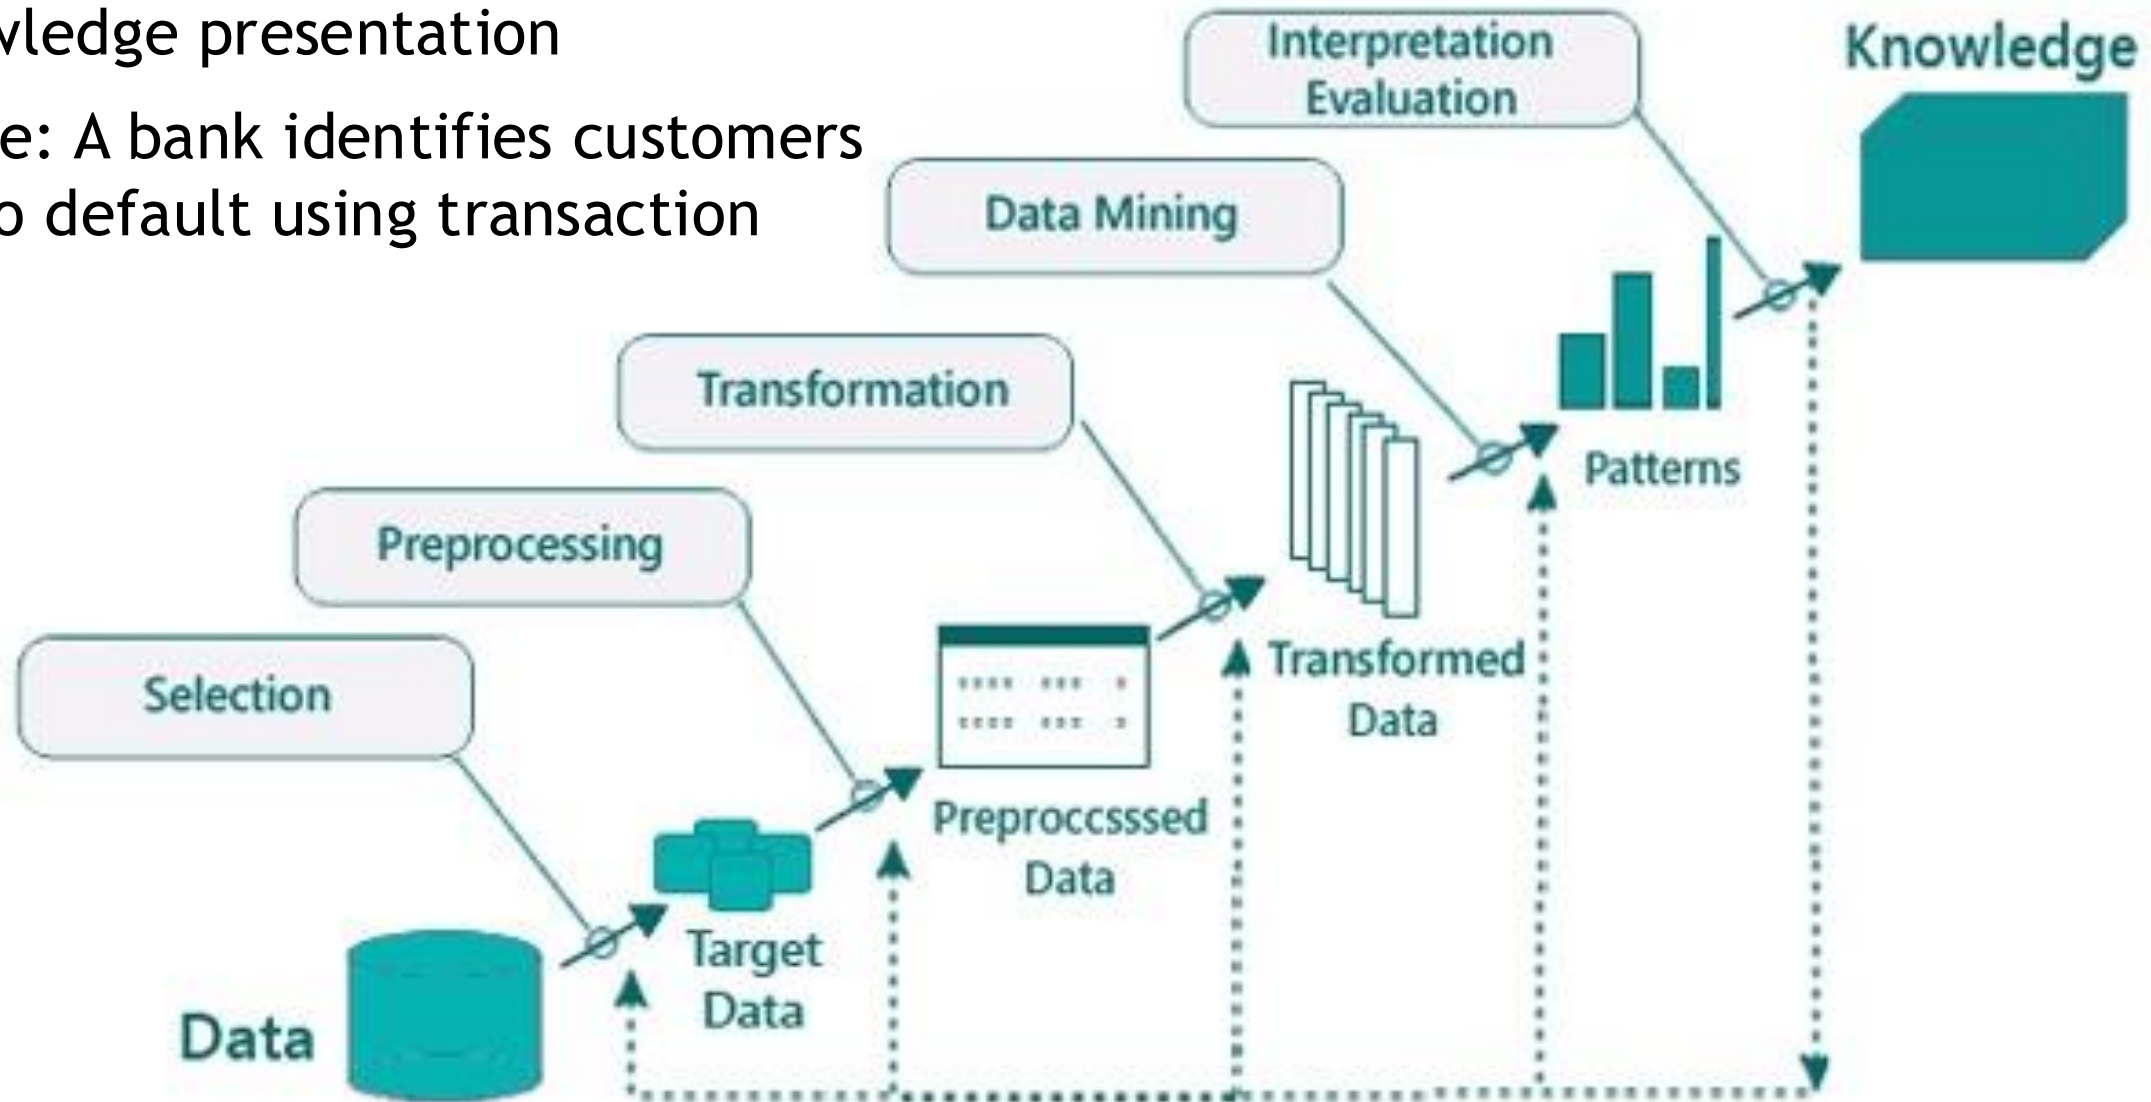 wledge presentation
e: A bank identifies customers
o default using transaction
Interpretation
Evaluation
Knowledge
Data Mining
Transformation
Patterns
Preprocessing
Transformed
Data
Selection
Preproccsssed
Data
Target
Data
Data